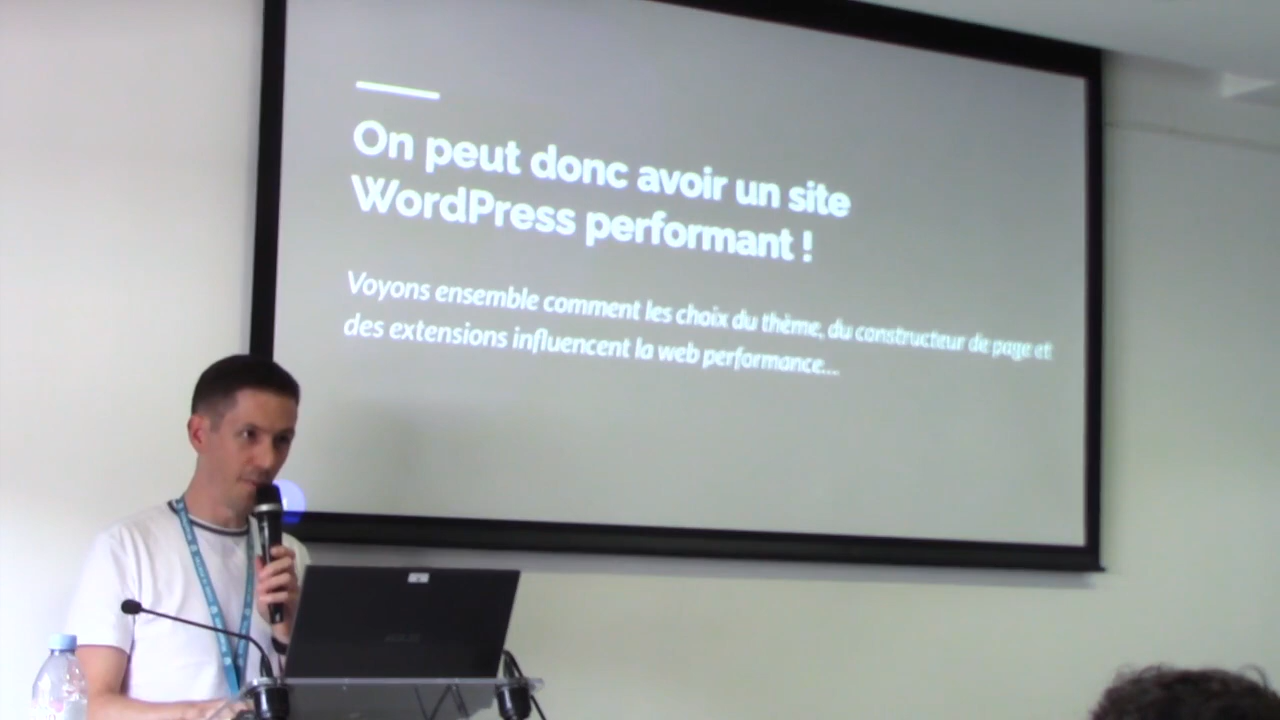 On peut donc avoir un site
WordPress performant !
Voyons ensemble comment les choix du thème, du constructeur de page et
des extensions influencent la web performance...
ASUS